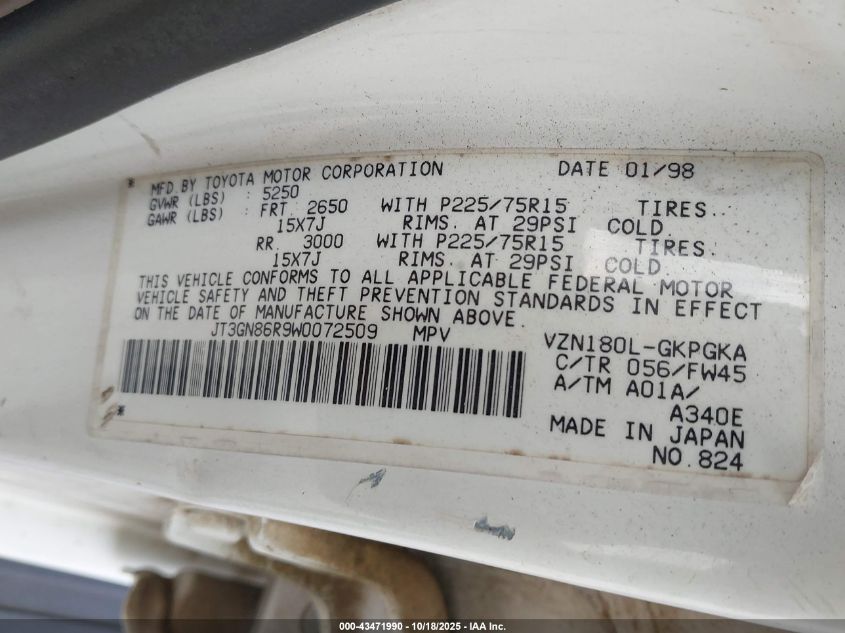 MFD BY TOYOTA MOTOR CORPORATION DATE 01/98
GVWR (LBS) : 5250
GAWR (LBS) : FRT 2650 WITH P225/75R15 TIRES.
15X7J RIMS. AT 29PSI COLD.
RR. 3000 WITH P225/75R15 TIRES.
15X7J RIMS. AT 29PSI COLD
THIS VEHICLE CONFORMS TO ALL APPLICABLE FEDERAL MOTOR
VEHICLE SAFETY AND THEFT PREVENTION STANDARDS IN EFFECT
ON THE DATE OF MANUFACTURE SHOWN ABOVE.
JT3GN86R9W0072509 MPV
VZN180L-GKPGKA
C/TR 056/FW45
A/TM A01A/
A340E
MADE IN JAPAN
NO.824
000-43471990 | 10/18/2025 - IAA Inc.